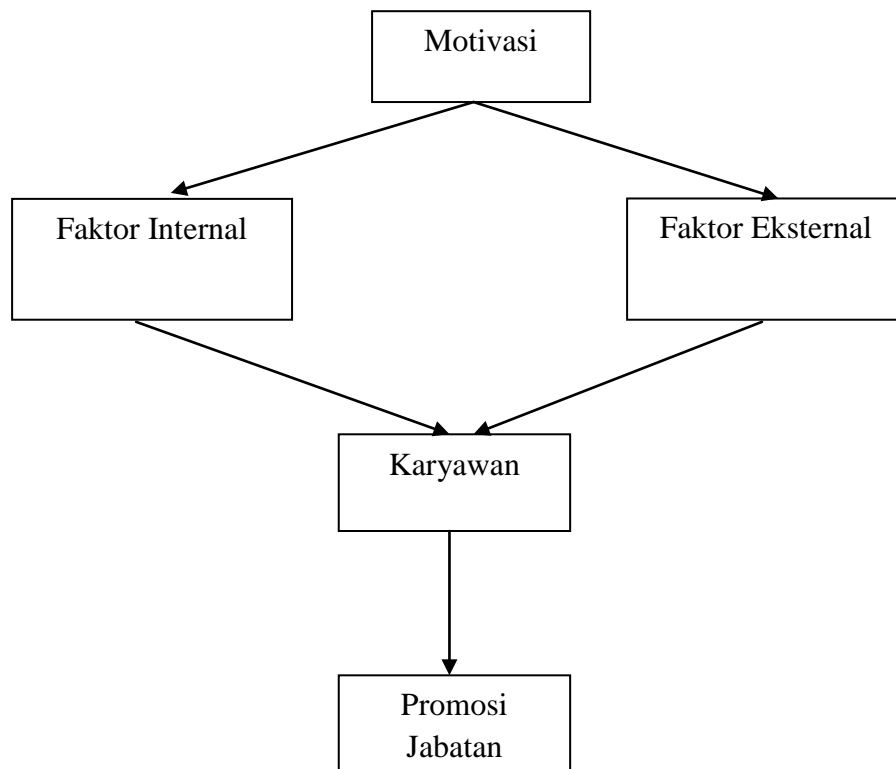 Motivasi
Faktor Internal
Faktor Eksternal
Karyawan
Promosi
Jabatan